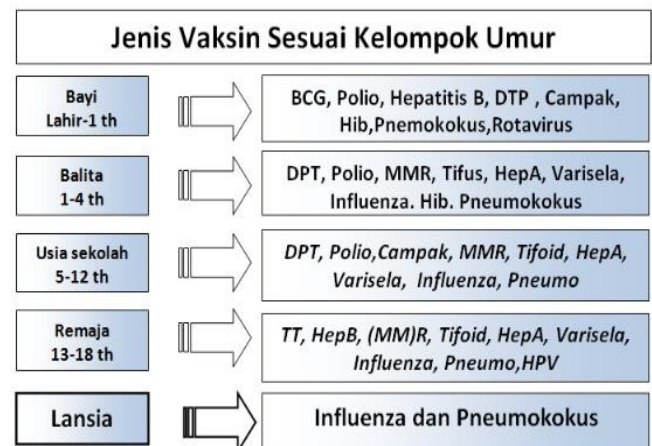 Jenis Vaksin Sesuai Kelompok Umur
Bayi
Lahir-1 th
BCG, Polio, Hepatitis B, DTP , Campak,
Hib,Pnemokokus,Rotavirus
Balita
1-4 th
DPT, Polio, MMR, Tifus, HepA, Varisela,
Influenza. Hib. Pneumokokus
Usia sekolah
5-12 th
DPT, Polio,Campak, MMR, Tifoid, HepA,
Varisela, Influenza, Pneumo
Remaja
13-18 th
TT, HepB, (MM)R, Tifoid, HepA, Varisela,
Influenza, Pneumo,HPV
Lansia
Influenza dan Pneumokokus